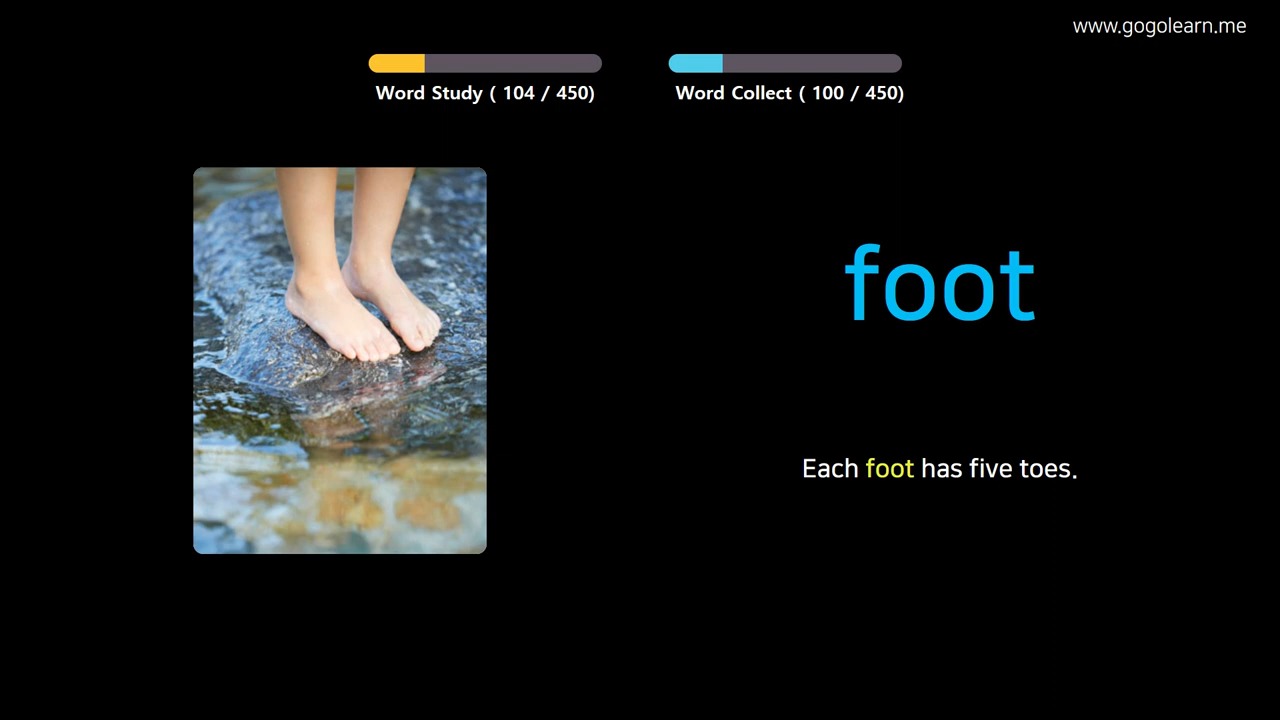 www.gogolearn.me
Word Study ( 104 / 450)
Word Collect ( 100 / 450)
foot
Each foot has five toes.